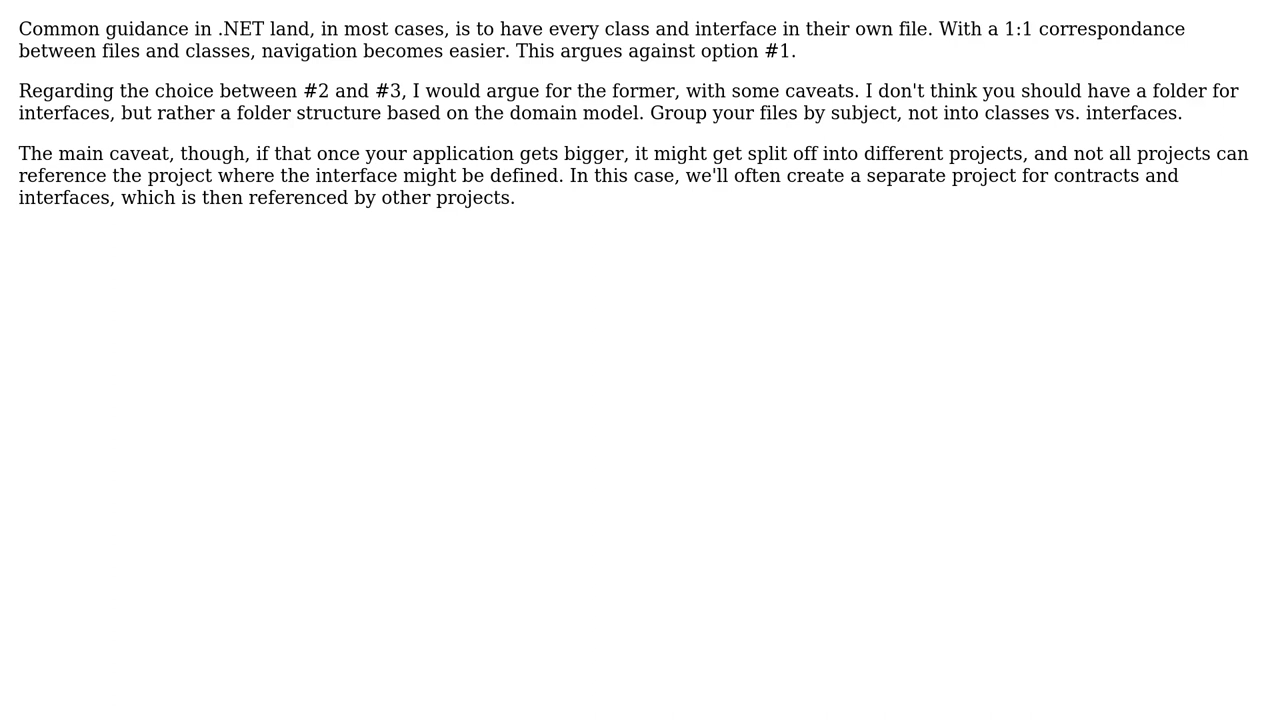 Common guidance in .NET land, in most cases, is to have every class and interface in their own file. With a 1:1 correspondance
between files and classes, navigation becomes easier. This argues against option #1.
Regarding the choice between #2 and #3, I would argue for the former, with some caveats. I don't think you should have a folder for
interfaces, but rather a folder structure based on the domain model. Group your files by subject, not into classes vs. interfaces.
The main caveat, though, if that once your application gets bigger, it might get split off into different projects, and not all projects can
reference the project where the interface might be defined. In this case, we'll often create a separate project for contracts and
interfaces, which is then referenced by other projects.